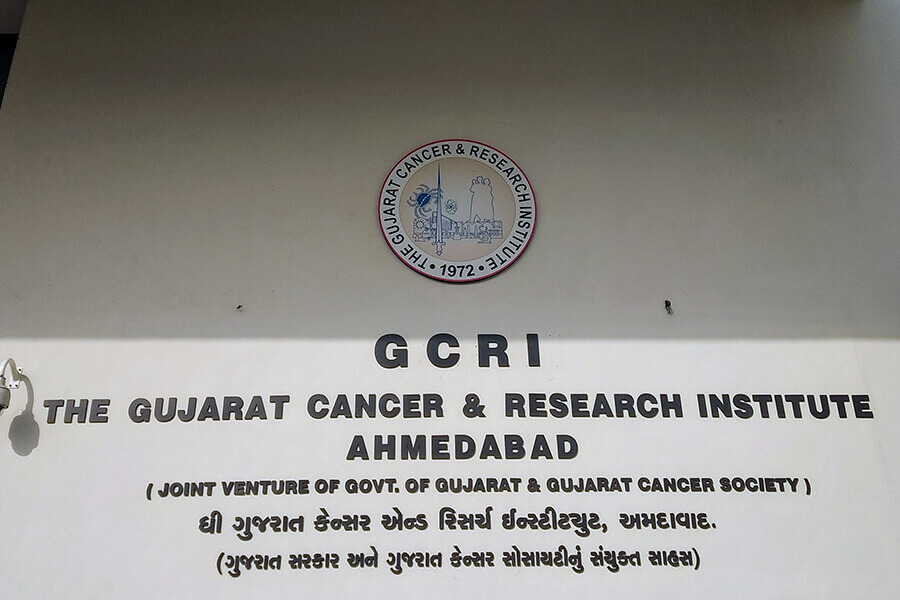 THE GUJARAT CANCER & RESEARCH INSTITUTE
• 1972 •
GCRI
THE GUJARAT CANCER & RESEARCH INSTITUTE
AHMEDABAD
( JOINT VENTURE OF GOVT. OF GUJARAT & GUJARAT CANCER SOCIETY )
ધી ગુજરાત કેન્સર એન્ડ રિસર્ચ ઈન્સ્ટીટયુટ, અમદાવાદ.
(ગુજરાત સરકાર અને ગુજરાત કેન્સર સોસાયટીનું સંયુક્ત સાહસ)